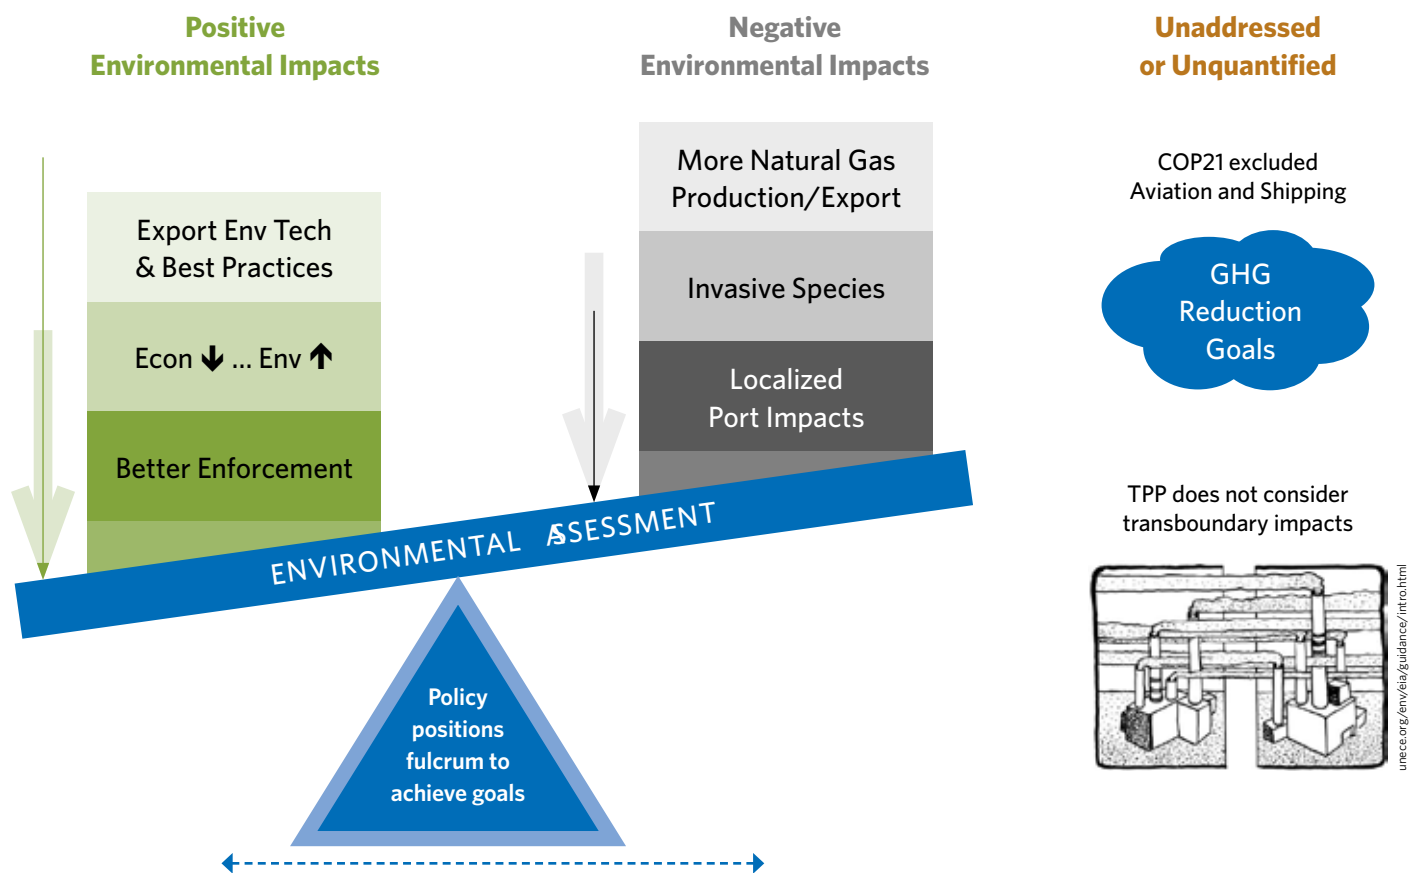 Positive
Environmental Impacts
Negative
Environmental Impacts
Unaddressed
or Unquantified
Export Env Tech
& Best Practices
Econ ↓ ... Env ↑
Better Enforcement
More Natural Gas
Production/Export
Invasive Species
Localized
Port Impacts
ENVIRONMENTAL ASSESSMENT
Policy
positions
fulcrum to
achieve goals
COP21 excluded
Aviation and Shipping
GHG
Reduction
Goals
TPP does not consider
transboundary impacts
unece.org/env/eia/guidance/intro.html